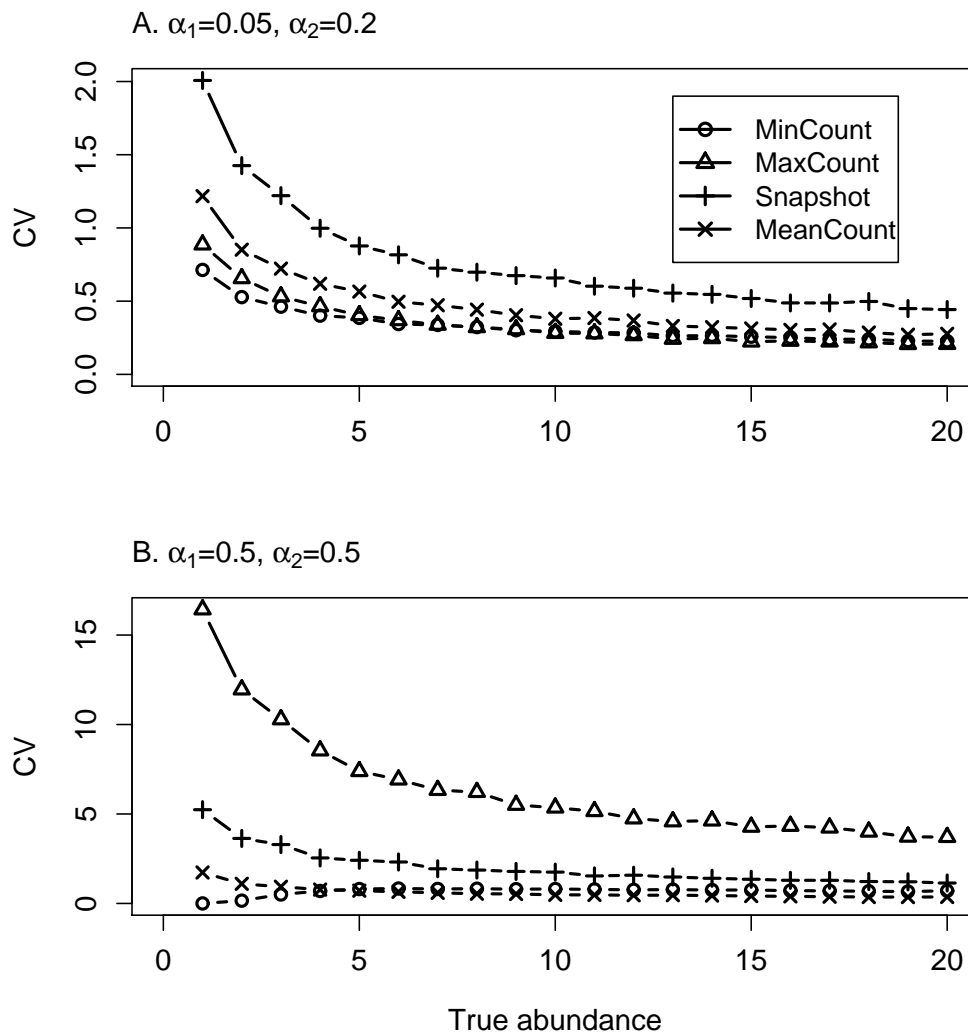 A. α₁=0.05, α₂=0.2
CV
2.0
1.5
1.0
0.5
0.0
MinCount
MaxCount
Snapshot
MeanCount
0 5 10 15 20
B. α₁=0.5, α₂=0.5
CV
15
10
5
0
0 5 10 15 20
True abundance